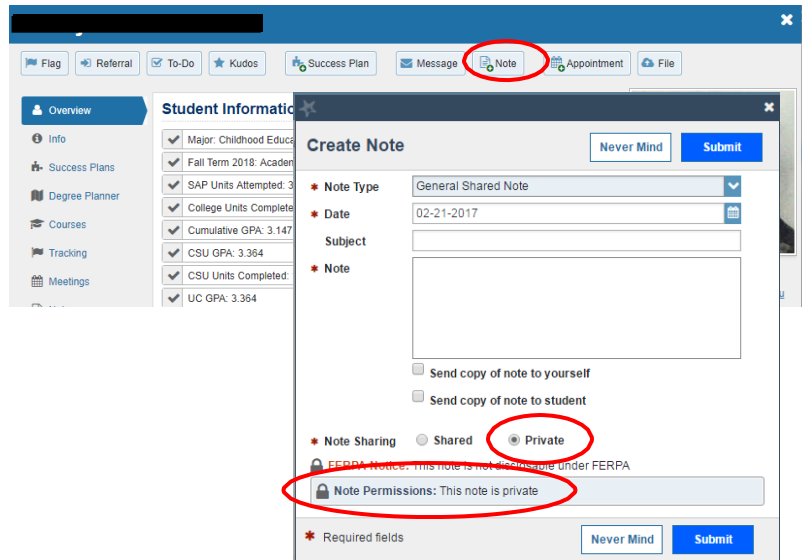 Flag Referral To-Do Kudos Success Plan Message Note Appointment File
Overview
Info
Success Plans
Degree Planner
Courses
Tracking
Meetings
Student Informatio
Major: Childhood Educa
Fall Term 2018: Academ
SAP Units Attempted: 3
College Units Complete
Cumulative GPA: 3.147
CSU GPA: 3.364
CSU Units Completed:
UC GPA: 3.364
Create Note
Never Mind Submit
* Note Type General Shared Note
* Date 02-21-2017
Subject
* Note
Send copy of note to yourself
Send copy of note to student
* Note Sharing Shared Private
FERPA Notice: This note is not disclosable under FERPA
Note Permissions: This note is private
* Required fields Never Mind Submit